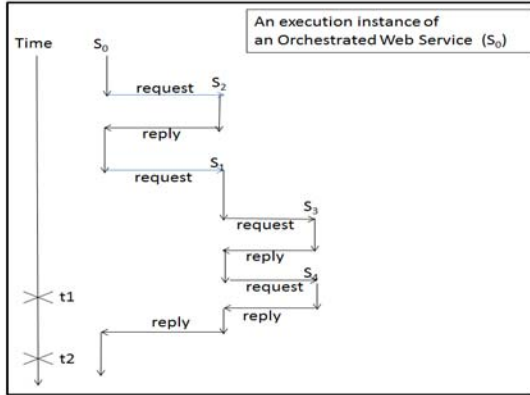 An execution instance of
an Orchestrated Web Service (S₀)
Time
S₀
request
S₂
reply
request
S₁
request
S₃
reply
request
S₄
t1
reply
reply
t2